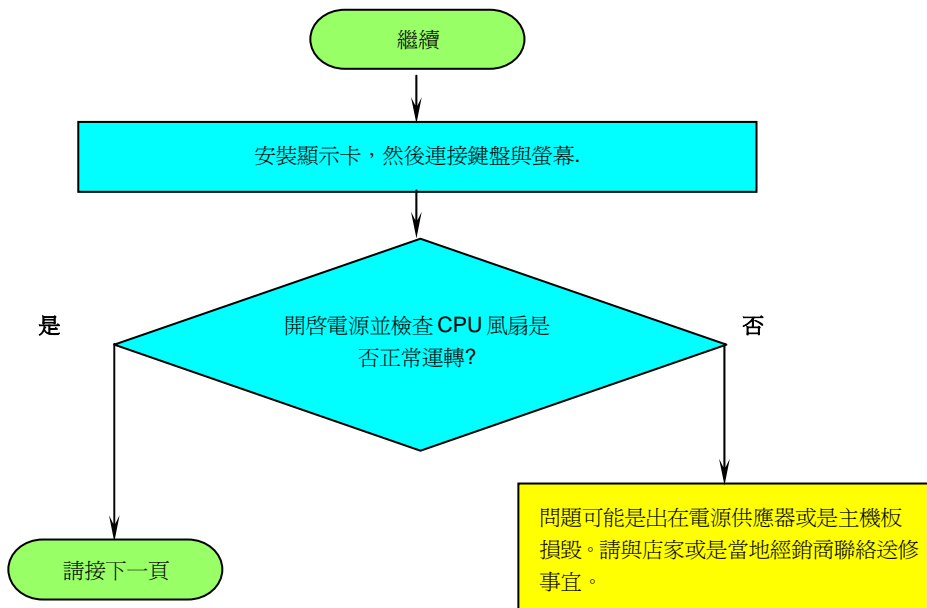 繼續
安裝顯示卡，然後連接鍵盤與螢幕.
是
開啓電源並檢查 CPU 風扇是
否正常運轉?
否
問題可能是出在電源供應器或是主機板
損毀。請與店家或是當地經銷商聯絡送修
事宜。
請接下一頁